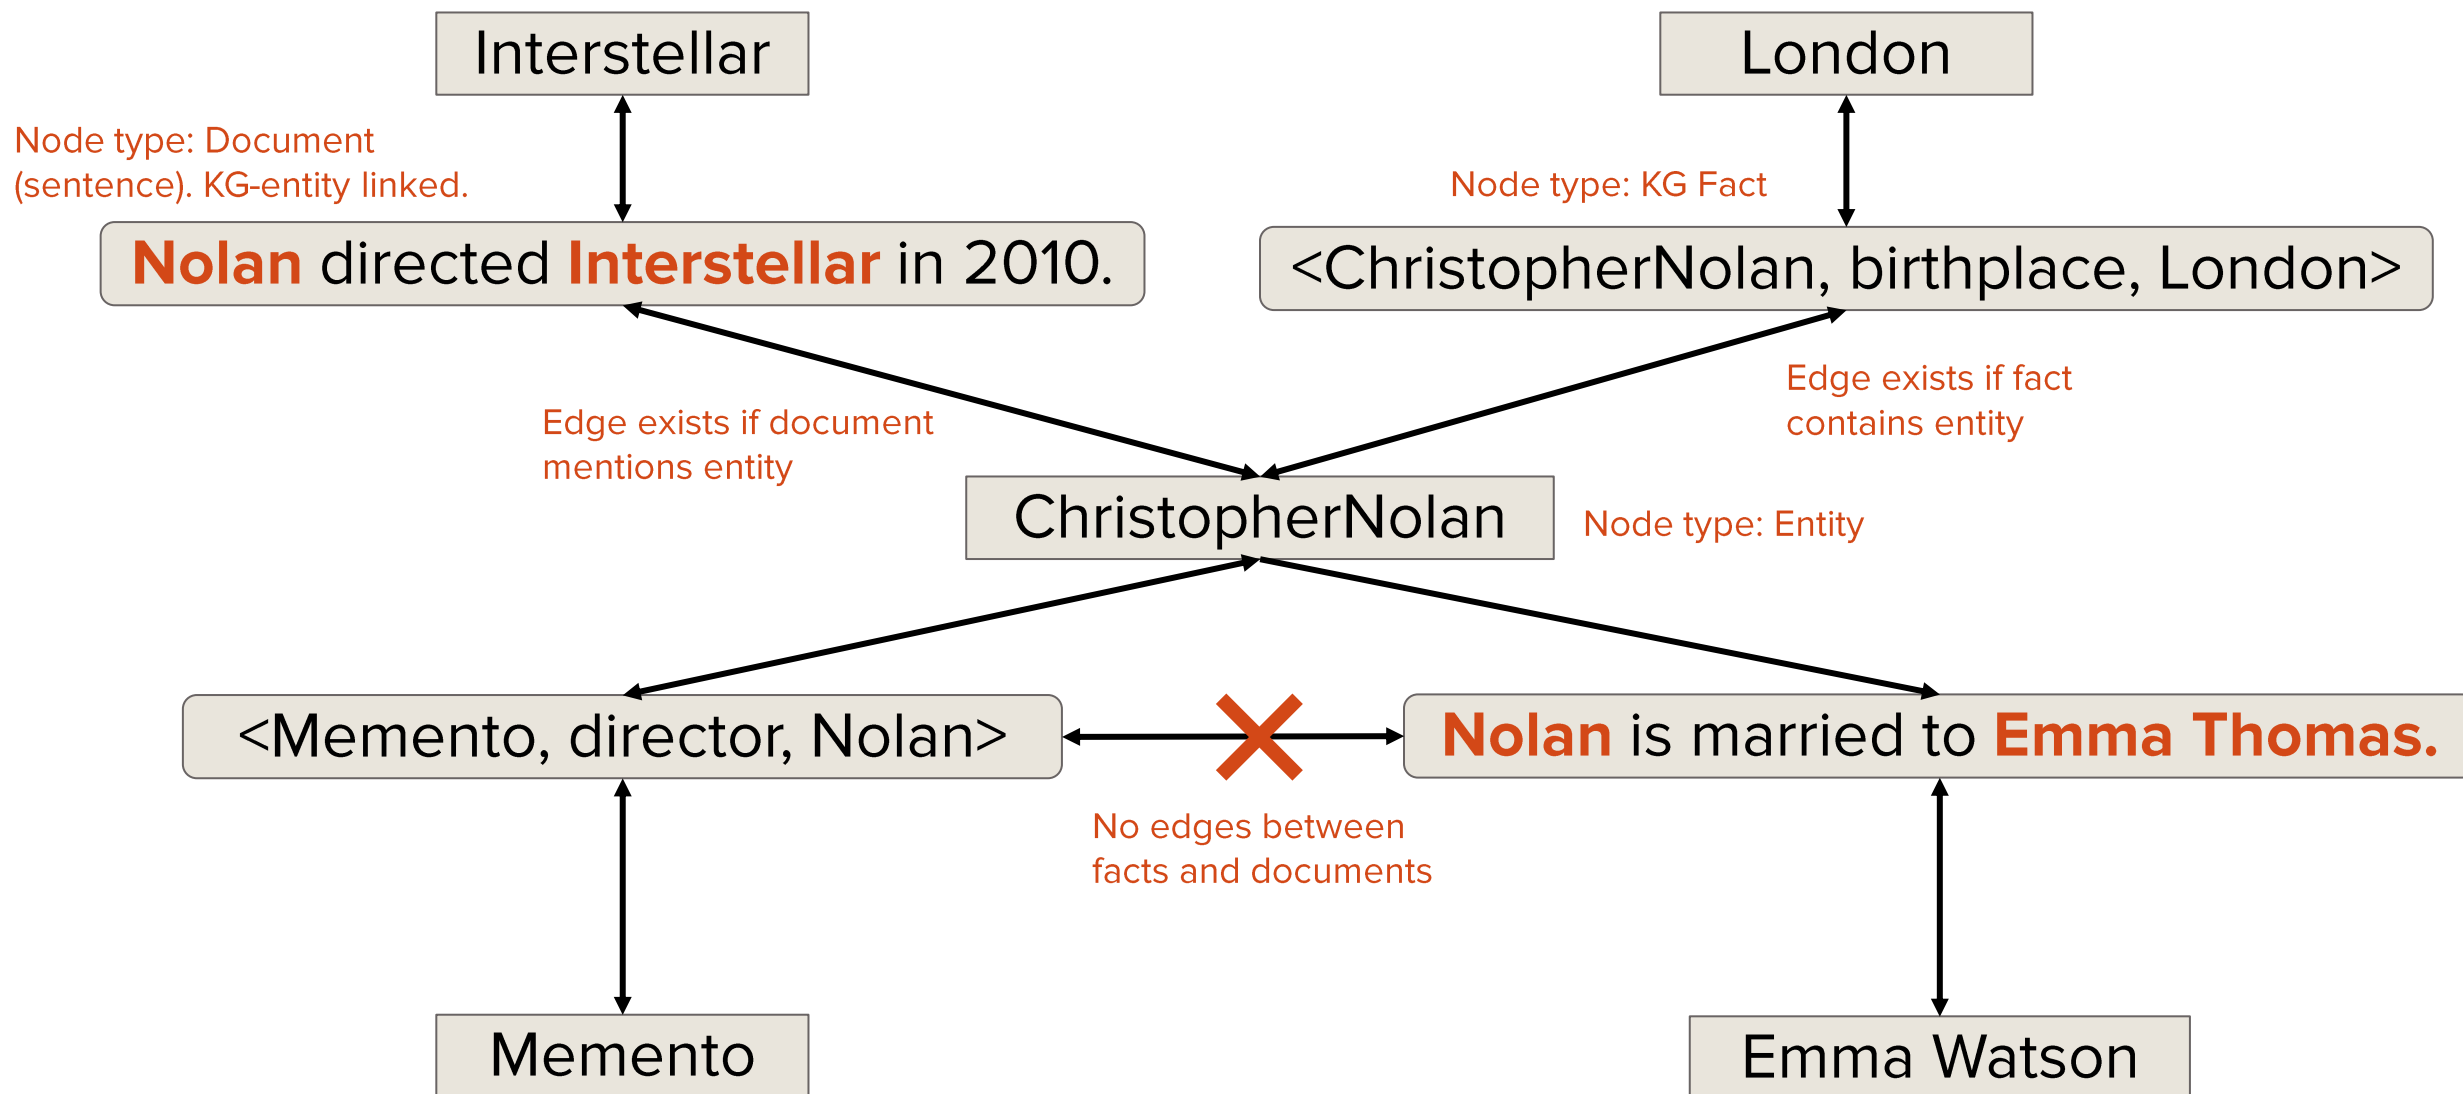 Interstellar
London
Node type: Document
(sentence). KG-entity linked.
Node type: KG Fact
Nolan directed Interstellar in 2010.
<ChristopherNolan, birthplace, London>
Edge exists if document
mentions entity
Edge exists if fact
contains entity
ChristopherNolan
Node type: Entity
<Memento, director, Nolan>
Nolan is married to Emma Thomas.
No edges between
facts and documents
Memento
Emma Watson